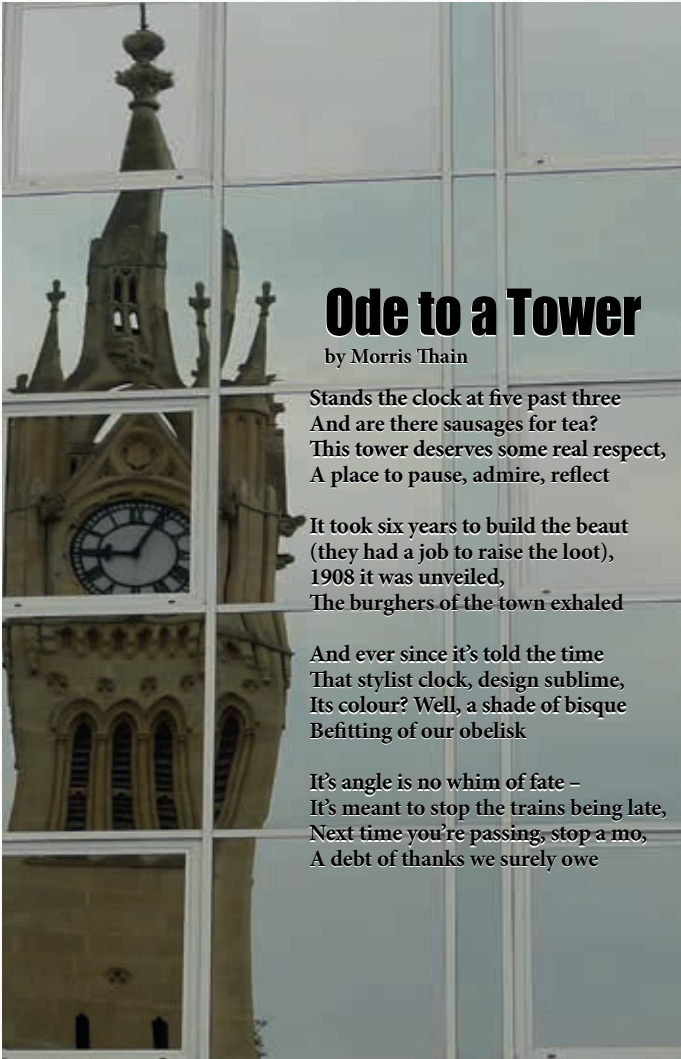 Ode to a Tower
by Morris Thain
Stands the clock at five past three
And are there sausages for tea?
This tower deserves some real respect,
A place to pause, admire, reflect
It took six years to build the beaut
(they had a job to raise the loot),
1908 it was unveiled,
The burghers of the town exhaled
And ever since it’s told the time
That stylist clock, design sublime,
Its colour? Well, a shade of bisque
Befitting of our obelisk
It’s angle is no whim of fate –
It’s meant to stop the trains being late,
Next time you’re passing, stop a mo,
A debt of thanks we surely owe